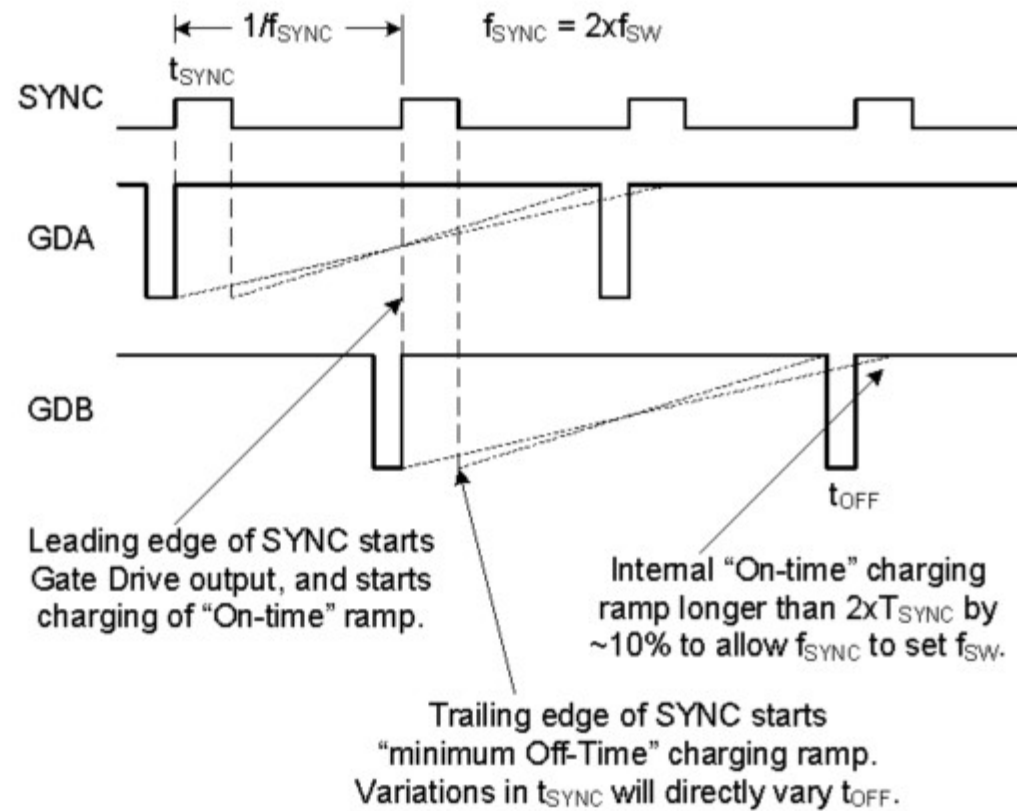 1/fSYNC
fSYNC = 2xfSW
tSYNC
SYNC
GDA
GDB
tOFF
Leading edge of SYNC starts
Gate Drive output, and starts
charging of “On-time” ramp.
Internal “On-time” charging
ramp longer than 2xTSYNC by
~10% to allow fSYNC to set fSW.
Trailing edge of SYNC starts
“minimum Off-Time” charging ramp.
Variations in tSYNC will directly vary tOFF.